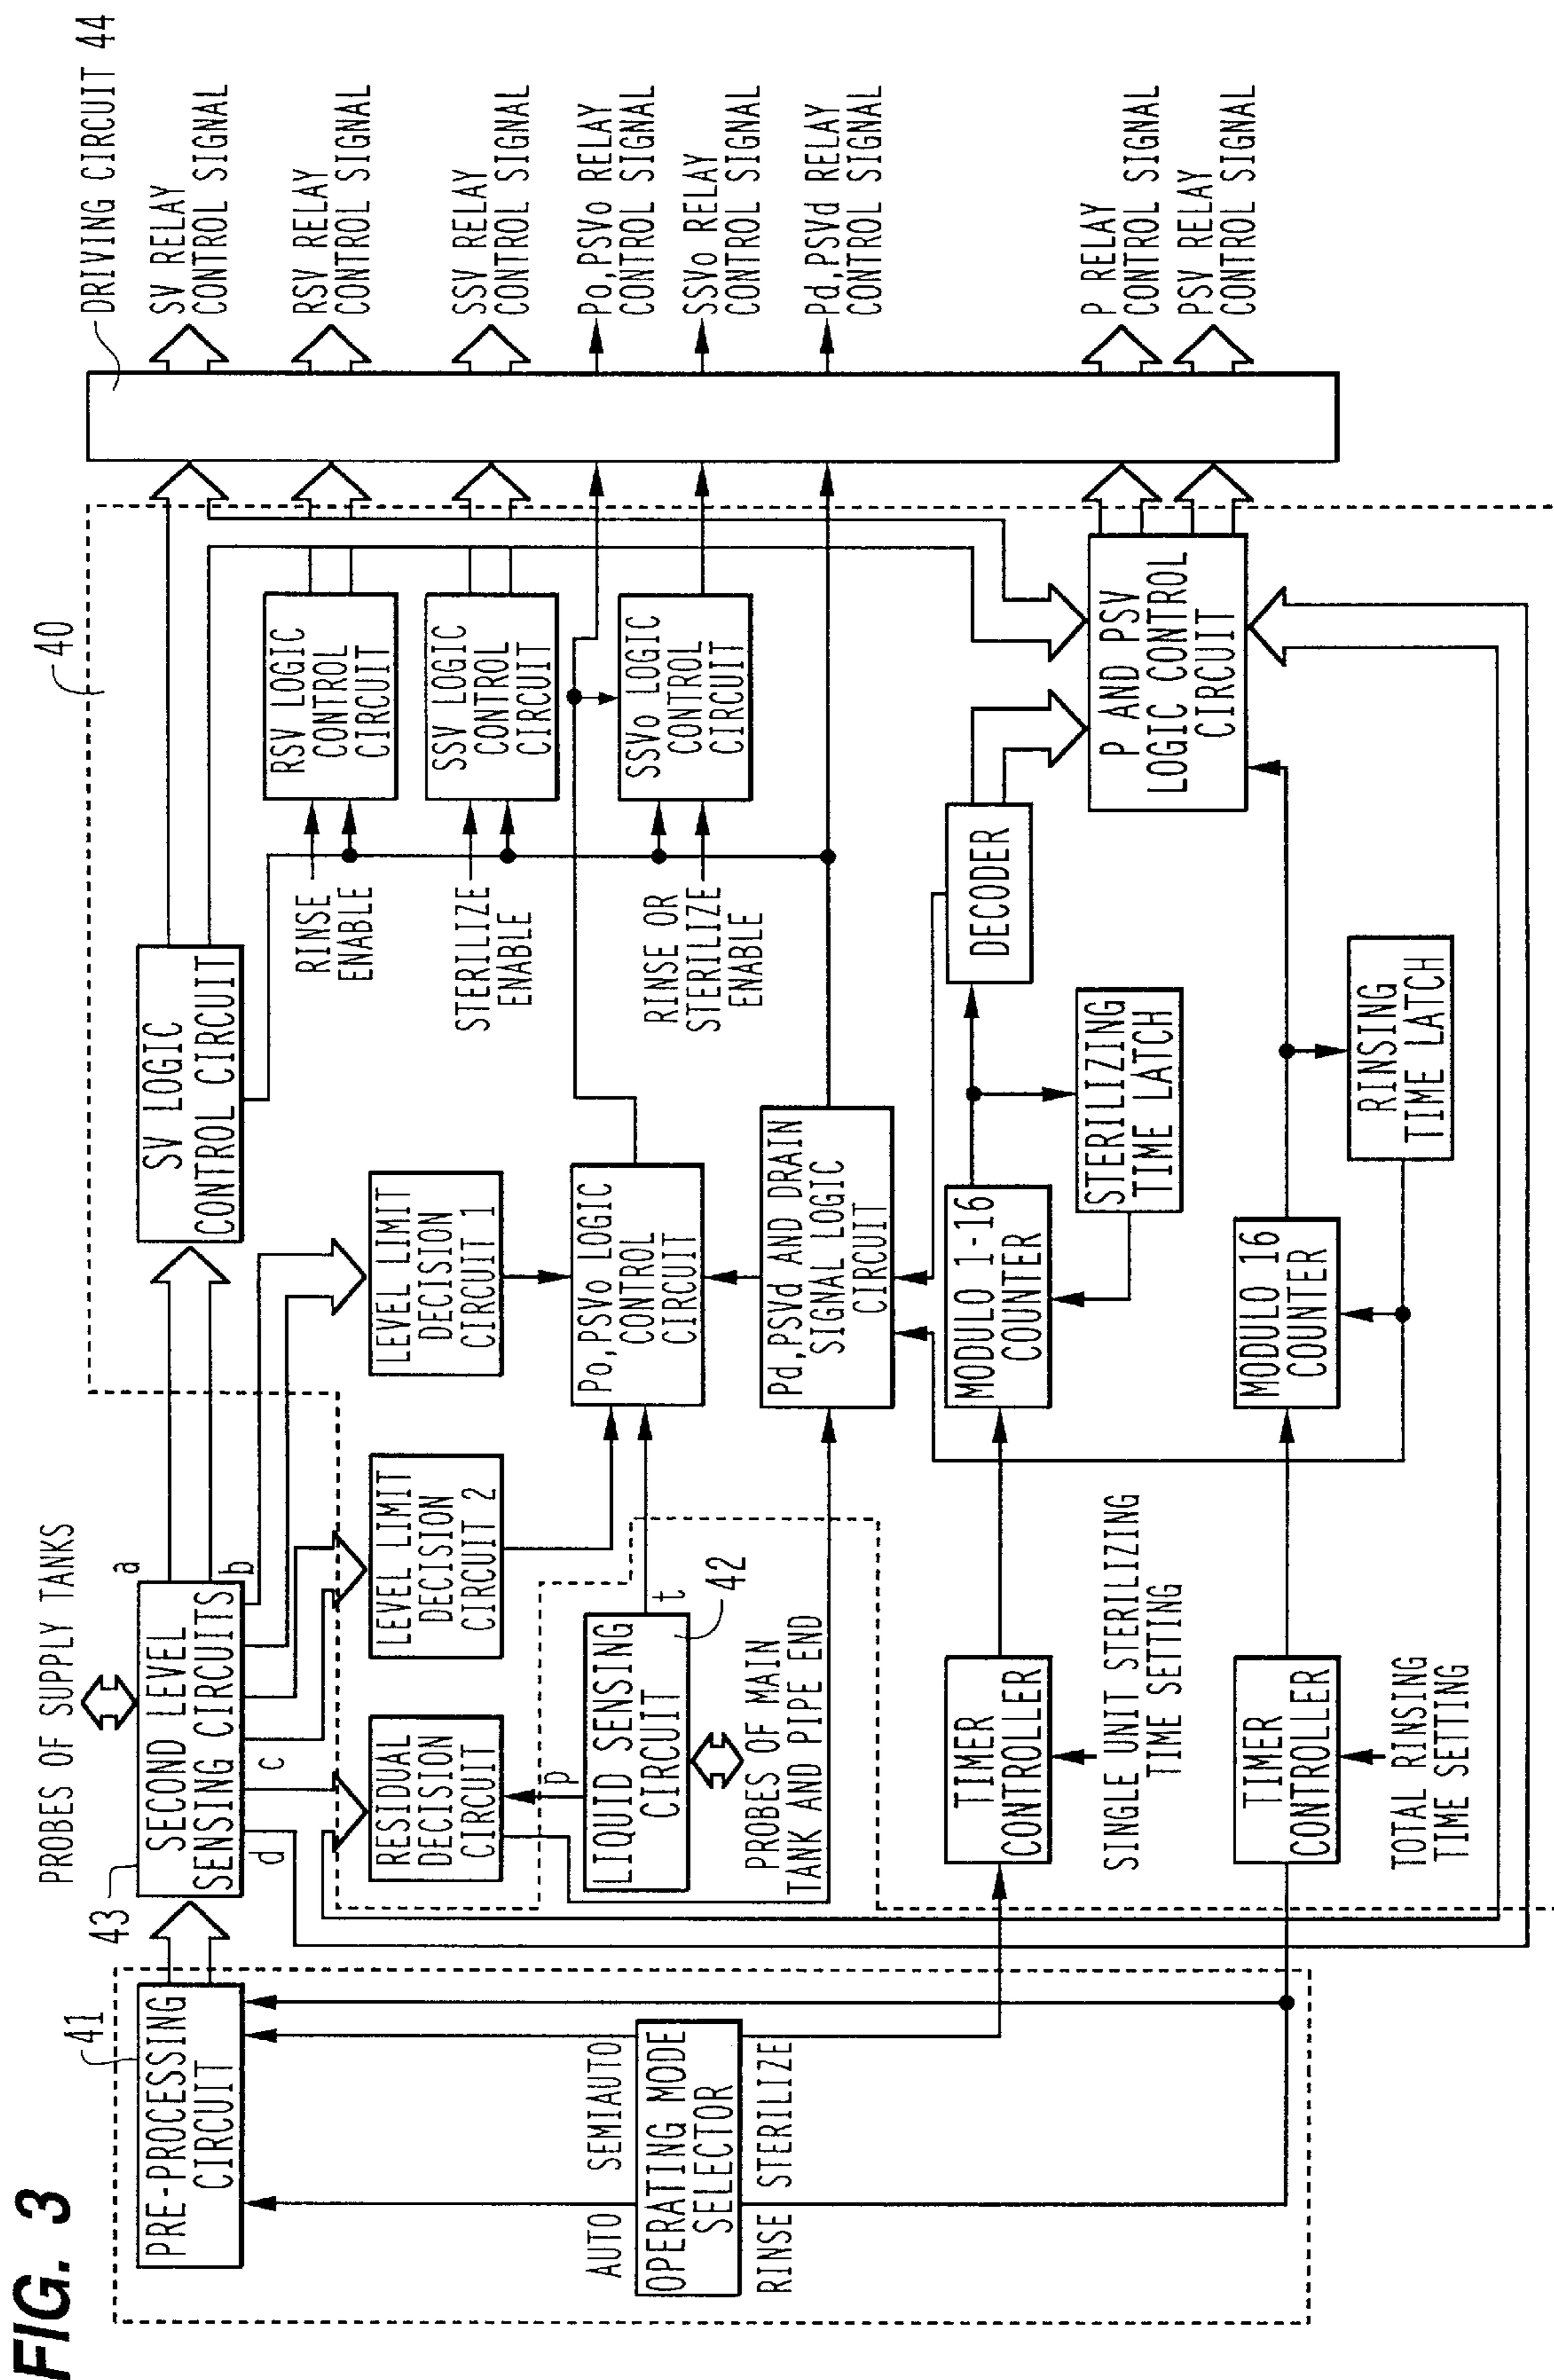 FIG. 3
PRE-PROCESSING
CIRCUIT
41
AUTO SEMIAUTO
OPERATING MODE
SELECTOR
RINSE STERILIZE
PROBES OF SUPPLY TANKS
43
SECOND LEVEL
SENSING CIRCUITS
a
b
c
d
RESIDUAL
DECISION
CIRCUIT
LEVEL LIMIT
DECISION
CIRCUIT 2
LEVEL LIMIT
DECISION
CIRCUIT 1
p
LIQUID SENSING
CIRCUIT
42
t
PROBES OF MAIN
TANK AND PIPE END
TIMER
CONTROLLER
SINGLE UNIT STERILIZING
TIME SETTING
TIMER
CONTROLLER
TOTAL RINSING
TIME SETTING
SV LOGIC
CONTROL CIRCUIT
40
Po,PSVo LOGIC
CONTROL
CIRCUIT
Pd,PSVd AND DRAIN
SIGNAL LOGIC
CIRCUIT
MODULO 1-16
COUNTER
STERILIZING
TIME LATCH
MODULO 16
COUNTER
RINSING
TIME LATCH
DECODER
RINSE
ENABLE
RSV LOGIC
CONTROL
CIRCUIT
STERILIZE
ENABLE
SSV LOGIC
CONTROL
CIRCUIT
RINSE OR
STERILIZE
ENABLE
SSVo LOGIC
CONTROL
CIRCUIT
P AND PSV
LOGIC CONTROL
CIRCUIT
DRIVING CIRCUIT 44
SV RELAY
CONTROL SIGNAL
RSV RELAY
CONTROL SIGNAL
SSV RELAY
CONTROL SIGNAL
Po,PSVo RELAY
CONTROL SIGNAL
SSVo RELAY
CONTROL SIGNAL
Pd,PSVd RELAY
CONTROL SIGNAL
P RELAY
CONTROL SIGNAL
PSV RELAY
CONTROL SIGNAL